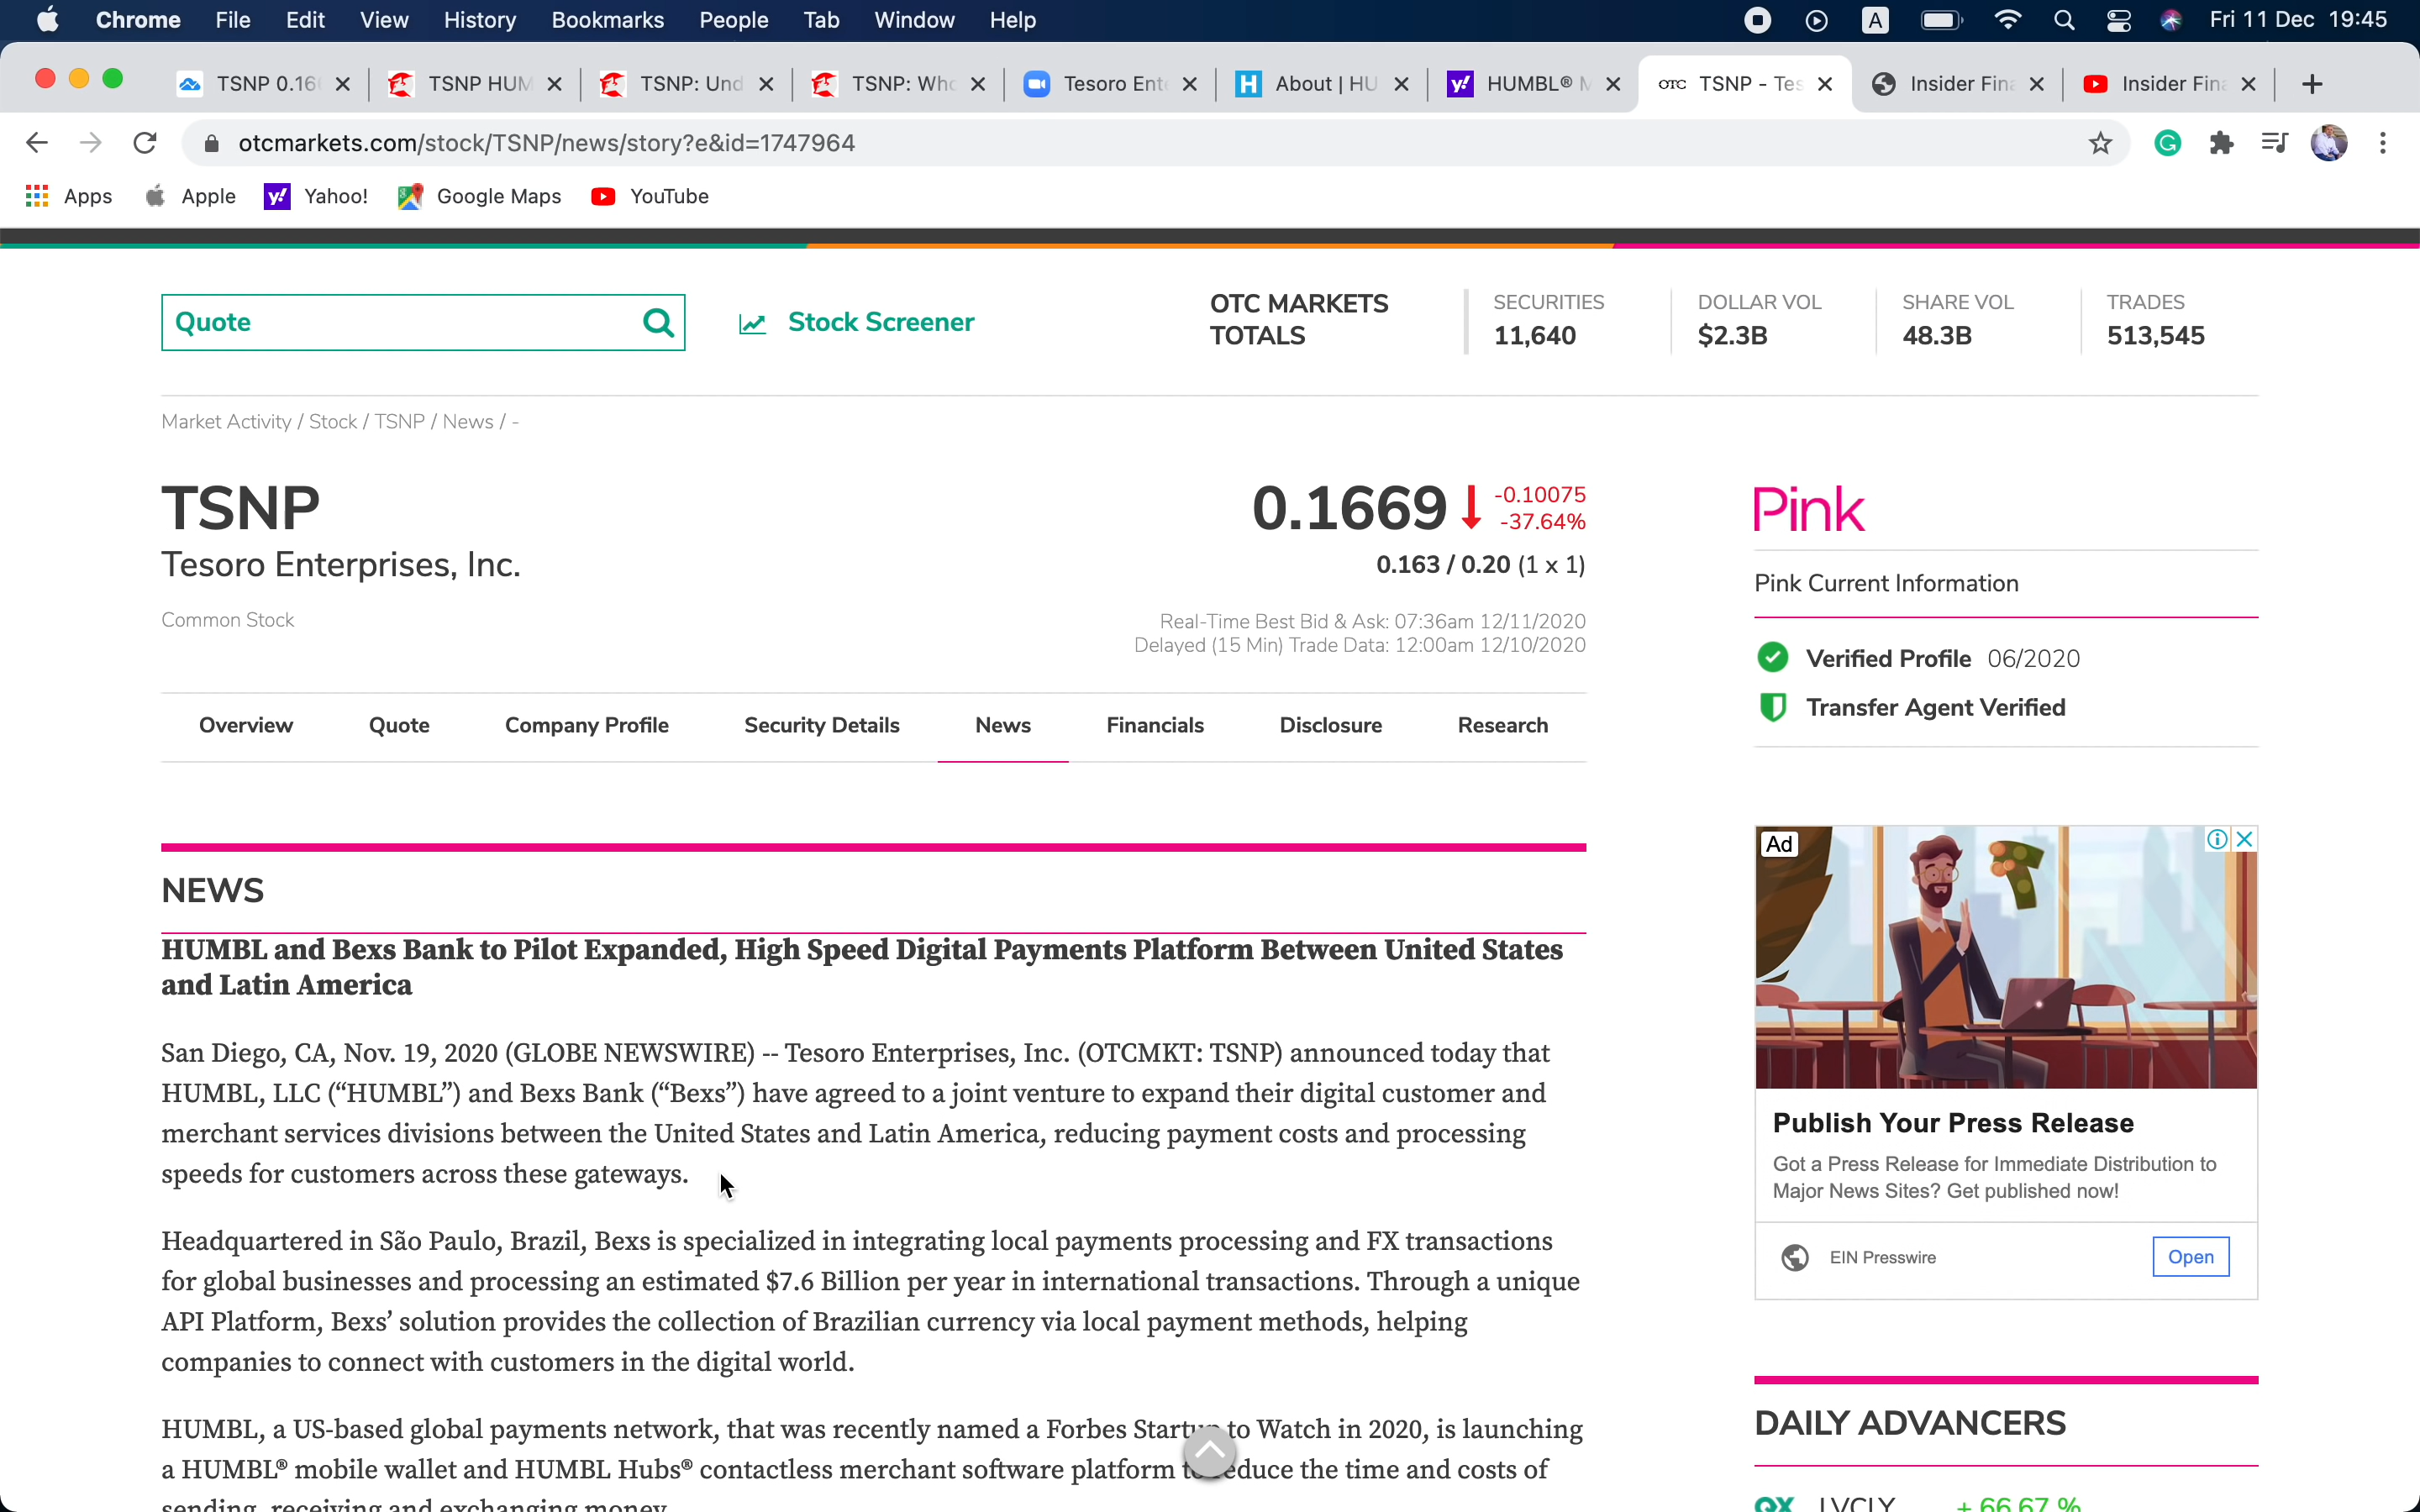 Chrome File Edit View History Bookmarks People Tab Window Help
A Fri 11 Dec 19:45
TSNP 0.16 TSNP HUM TSNP: Und TSNP: Who Tesoro Ent About | HU HUMBL® OTC TSNP - Tes Insider Fin Insider Fin
otcmarkets.com/stock/TSNP/news/story?e&id=1747964
Apps Apple Yahoo! Google Maps YouTube
Quote
Stock Screener
OTC MARKETS
TOTALS
SECURITIES
11,640
DOLLAR VOL
$2.3B
SHARE VOL
48.3B
TRADES
513,545
Market Activity / Stock / TSNP / News / -
TSNP
Tesoro Enterprises, Inc.
Common Stock
0.1669
-0.10075
-37.64%
0.163 / 0.20 (1 x 1)
Real-Time Best Bid & Ask: 07:36am 12/11/2020
Delayed (15 Min) Trade Data: 12:00am 12/10/2020
Pink
Pink Current Information
Verified Profile 06/2020
Transfer Agent Verified
Overview Quote Company Profile Security Details News Financials Disclosure Research
NEWS
HUMBL and Bexs Bank to Pilot Expanded, High Speed Digital Payments Platform Between United States
and Latin America
San Diego, CA, Nov. 19, 2020 (GLOBE NEWSWIRE) -- Tesoro Enterprises, Inc. (OTCMKT: TSNP) announced today that
HUMBL, LLC (“HUMBL”) and Bexs Bank (“Bexs”) have agreed to a joint venture to expand their digital customer and
merchant services divisions between the United States and Latin America, reducing payment costs and processing
speeds for customers across these gateways.
Headquartered in São Paulo, Brazil, Bexs is specialized in integrating local payments processing and FX transactions
for global businesses and processing an estimated $7.6 Billion per year in international transactions. Through a unique
API Platform, Bexs’ solution provides the collection of Brazilian currency via local payment methods, helping
companies to connect with customers in the digital world.
HUMBL, a US-based global payments network, that was recently named a Forbes Startup to Watch in 2020, is launching
a HUMBL® mobile wallet and HUMBL Hubs® contactless merchant software platform to reduce the time and costs of
sending, receiving and exchanging money.
Ad
Publish Your Press Release
Got a Press Release for Immediate Distribution to
Major News Sites? Get published now!
EIN Presswire
Open
DAILY ADVANCERS
QX LVCLY + 66.67 %